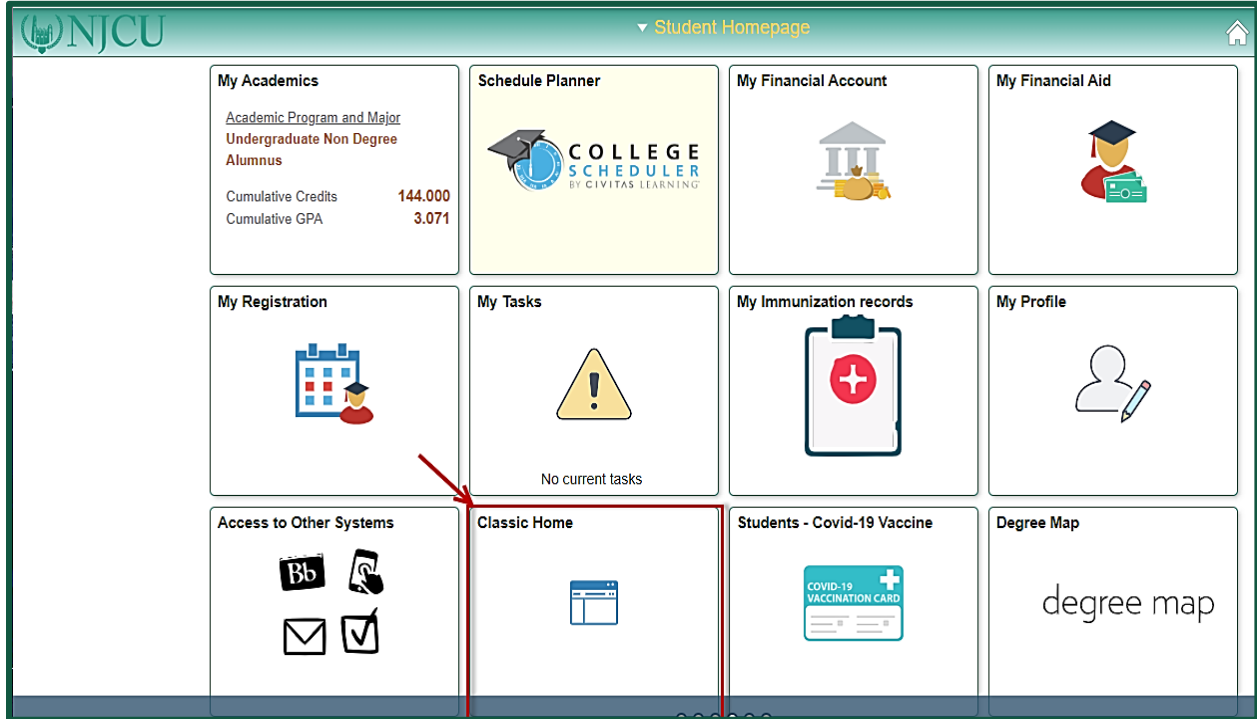 NJCU
Student Homepage
My Academics
Academic Program and Major
Undergraduate Non Degree
Alumnus
Cumulative Credits 144.000
Cumulative GPA 3.071
Schedule Planner
COLLEGE
SCHEDULER
BY CIVITAS LEARNING
My Financial Account
My Financial Aid
My Registration
My Tasks
No current tasks
My Immunization records
My Profile
Access to Other Systems
Bb
Classic Home
Students - Covid-19 Vaccine
COVID-19
VACCINATION CARD
Degree Map
degree map